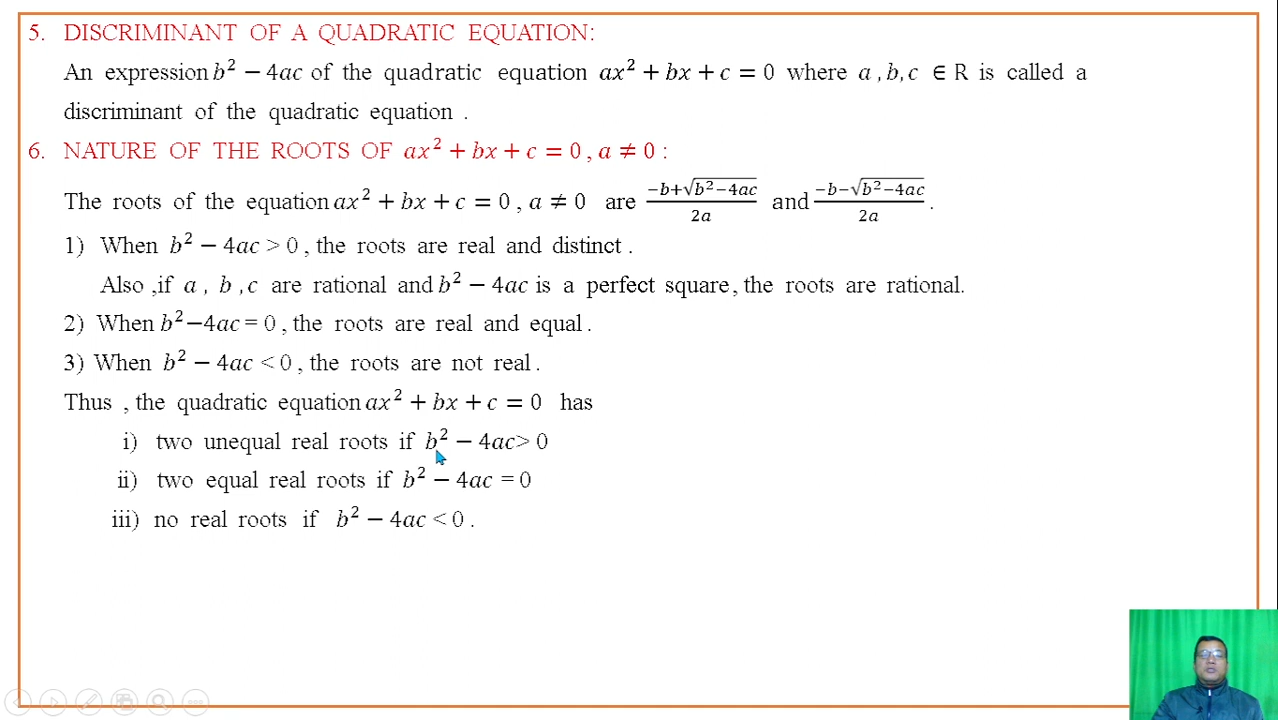 5. DISCRIMINANT OF A QUADRATIC EQUATION:
An expression b² − 4ac of the quadratic equation ax² + bx + c = 0 where a , b, c ∈ R is called a
discriminant of the quadratic equation .
6. NATURE OF THE ROOTS OF ax² + bx + c = 0 , a ≠ 0 :
The roots of the equation ax² + bx + c = 0 , a ≠ 0 are (−b+√(b²−4ac))/2a and (−b−√(b²−4ac))/2a .
1) When b² − 4ac > 0 , the roots are real and distinct .
Also ,if a , b ,c are rational and b² − 4ac is a perfect square, the roots are rational.
2) When b²−4ac = 0 , the roots are real and equal .
3) When b² − 4ac < 0 , the roots are not real .
Thus , the quadratic equation ax² + bx + c = 0 has
i) two unequal real roots if b² − 4ac> 0
ii) two equal real roots if b² − 4ac = 0
iii) no real roots if b² − 4ac < 0 .